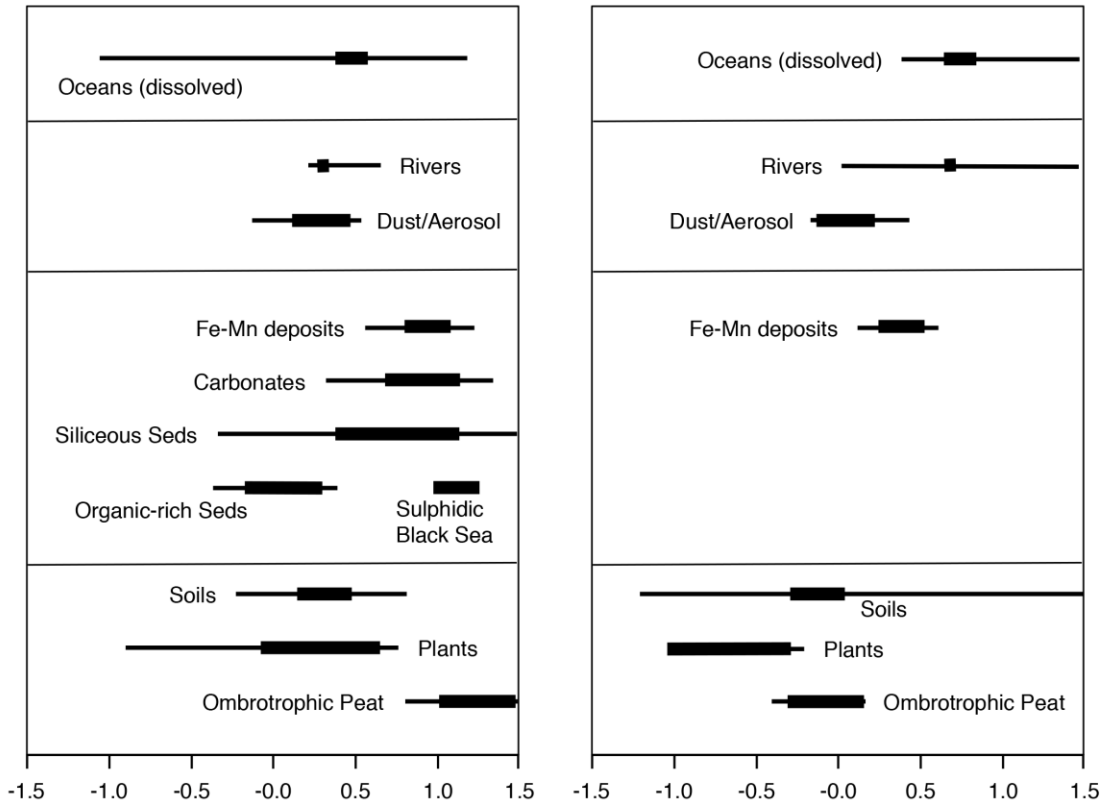 Oceans (dissolved)
Rivers
Dust/Aerosol
Fe-Mn deposits
Carbonates
Siliceous Seds
Organic-rich Seds
Sulphidic
Black Sea
Soils
Plants
Ombrotrophic Peat
-1.5 -1.0 -0.5 -0.0 0.5 1.0 1.5
Oceans (dissolved)
Rivers
Dust/Aerosol
Fe-Mn deposits
Soils
Plants
Ombrotrophic Peat
-1.5 -1.0 -0.5 -0.0 0.5 1.0 1.5